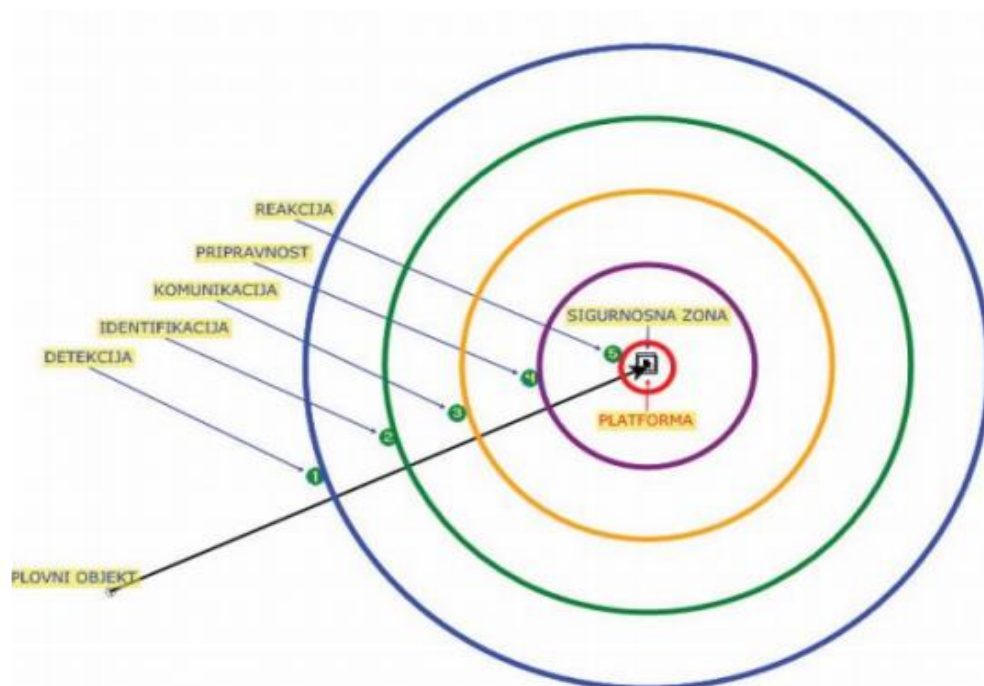 REAKCIJA
PRIPRAVNOST
KOMUNIKACIJA
IDENTIFIKACIJA
DETEKCIJA
SIGURNOSNA ZONA
5
4
PLATFORMA
3
2
1
PLOVNI OBJEKT